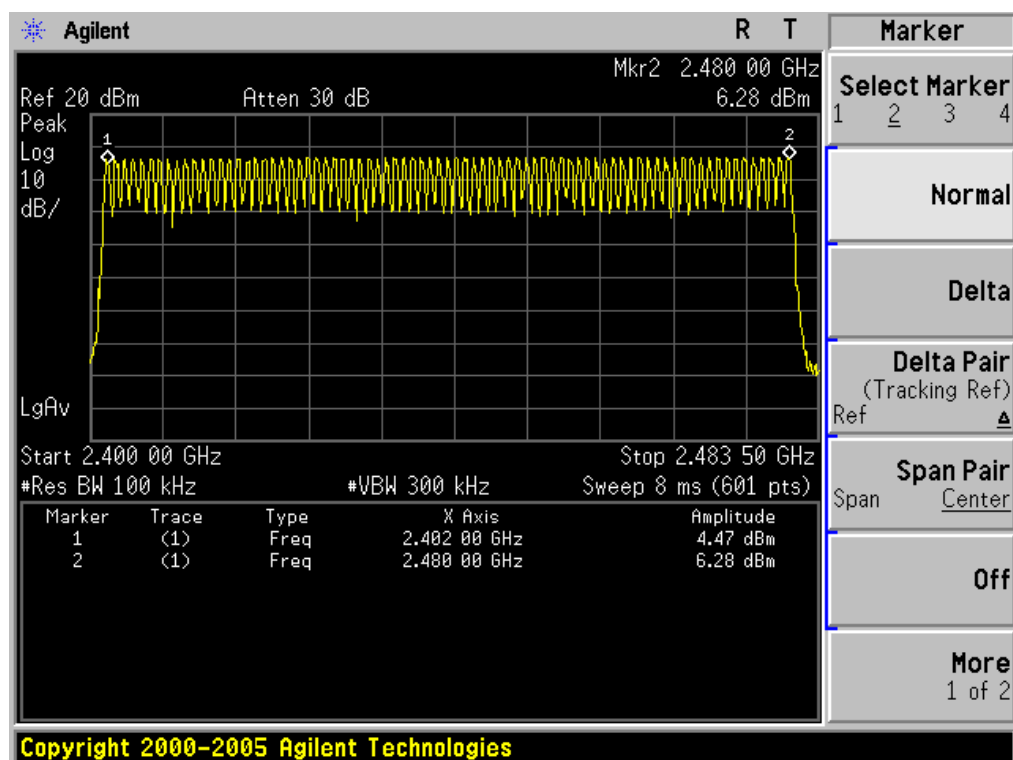 Agilent R T
Mkr2 2.480 00 GHz
Ref 20 dBm Atten 30 dB 6.28 dBm
Peak
Log
10
dB/
1
2
LgAv
Start 2.400 00 GHz Stop 2.483 50 GHz
#Res BW 100 kHz #VBW 300 kHz Sweep 8 ms (601 pts)
Marker Trace Type X Axis Amplitude
1 (1) Freq 2.402 00 GHz 4.47 dBm
2 (1) Freq 2.480 00 GHz 6.28 dBm
Marker
Select Marker
1 2 3 4
Normal
Delta
Delta Pair
(Tracking Ref)
Ref Δ
Span Pair
Span Center
Off
More
1 of 2
Copyright 2000-2005 Agilent Technologies